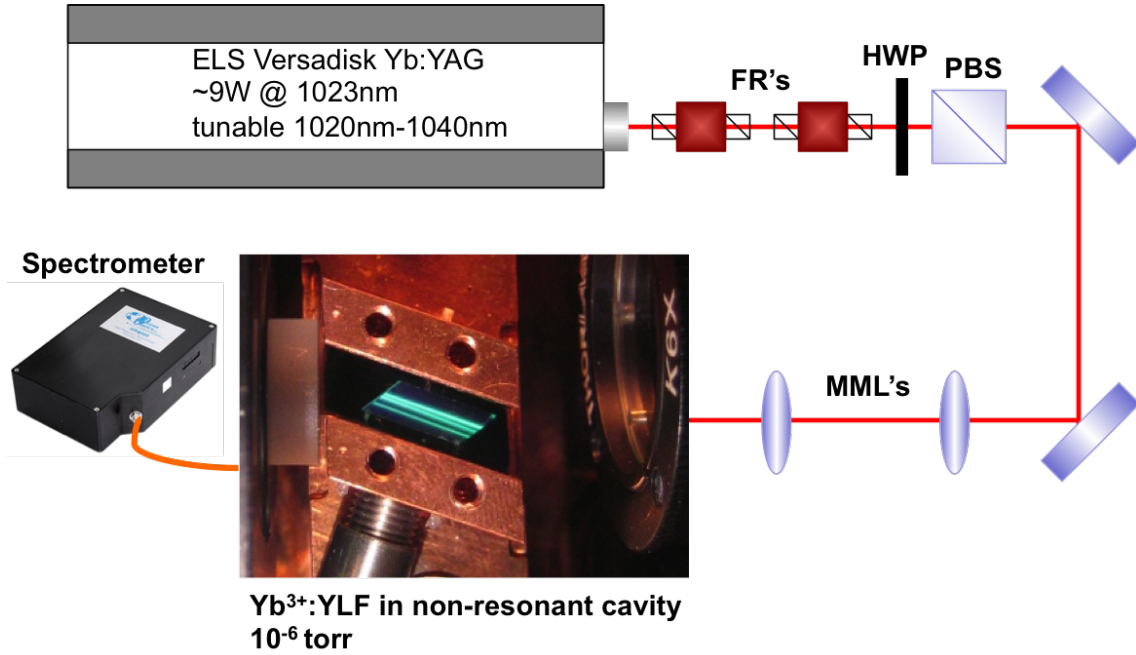 ELS Versadisk Yb:YAG
~9W @ 1023nm
tunable 1020nm-1040nm
FR's
HWP
PBS
Spectrometer
K6X
MML's
Yb³⁺:YLF in non-resonant cavity
10⁻⁶ torr